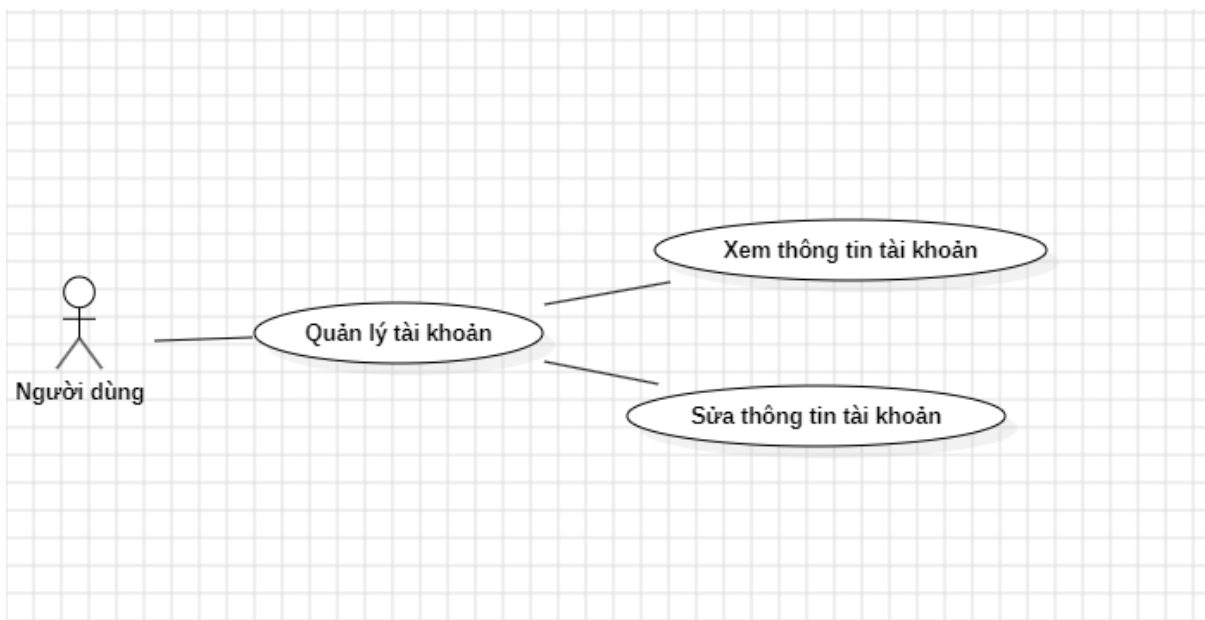 Xem thông tin tài khoản
Quản lý tài khoản
Người dùng
Sửa thông tin tài khoản